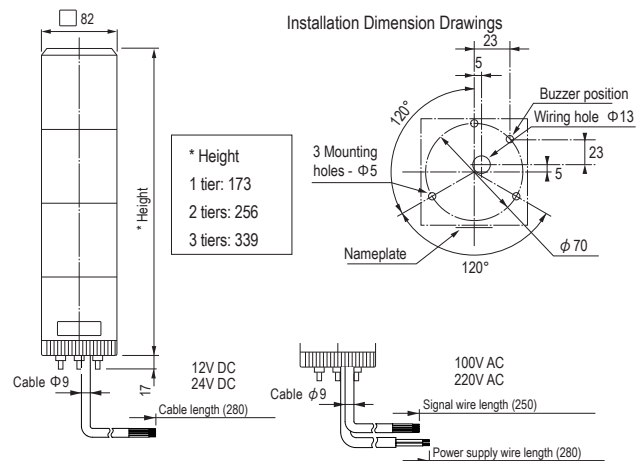 82
Installation Dimension Drawings
23
5
120°
Buzzer position
Wiring hole Φ13
3 Mounting
holes - Φ5
23
5
Nameplate
120°
ϕ 70
* Height
* Height
1 tier: 173
2 tiers: 256
3 tiers: 339
Cable Φ9
17
12V DC
24V DC
Cable length (280)
Cable ϕ9
100V AC
220V AC
Signal wire length (250)
Power supply wire length (280)